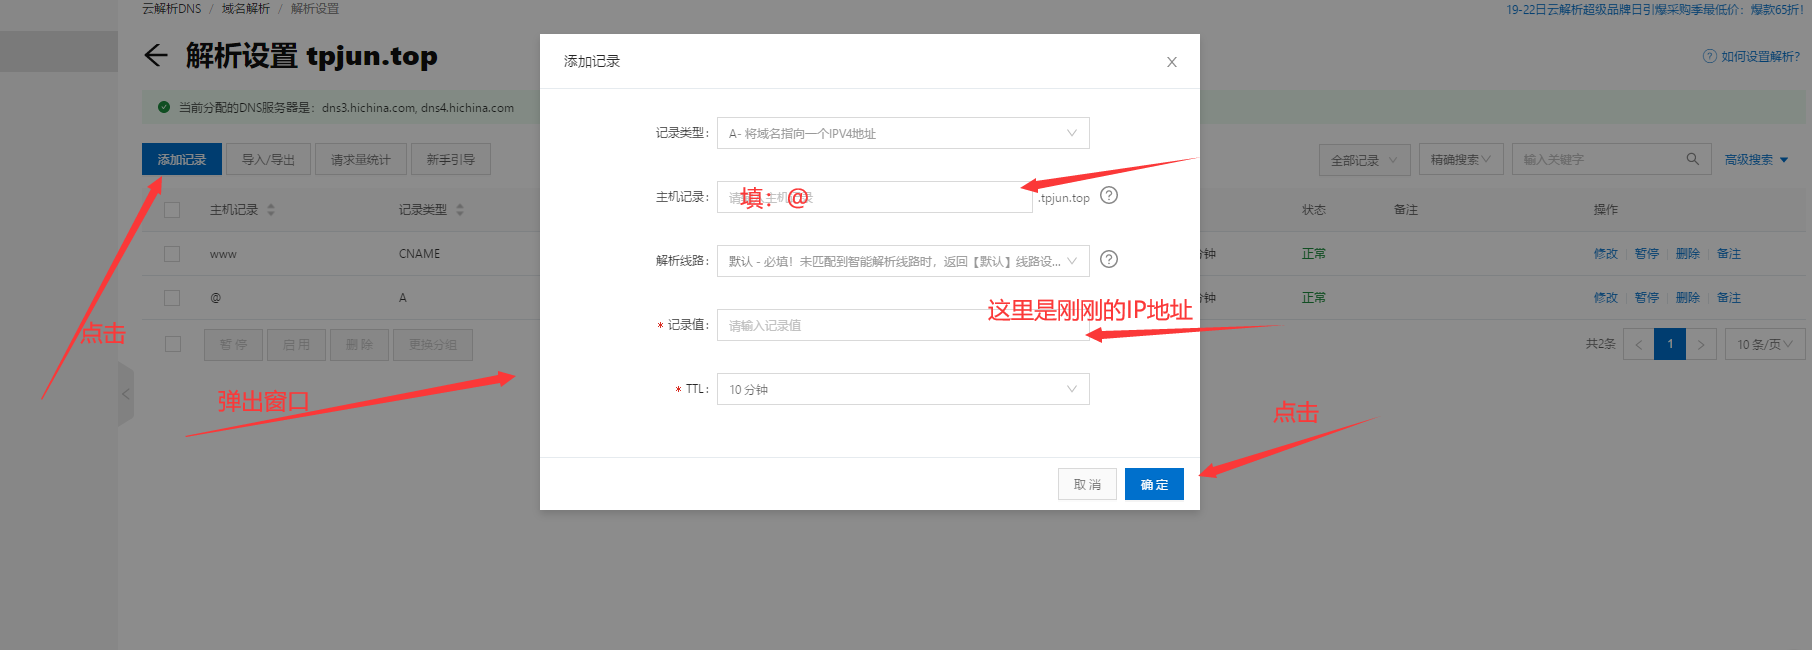 云解析DNS / 域名解析 / 解析设置
19-22日云解析超级品牌日引爆采购季最低价：爆款65折！
解析设置 tpjun.top
如何设置解析?
当前分配的DNS服务器是：dns3.hichina.com, dns4.hichina.com
添加记录 导入/导出 请求量统计 新手引导
全部记录 精确搜索 输入关键字 高级搜索
主机记录 记录类型 状态 备注 操作
www CNAME 钟 正常 修改 暂停 删除 备注
@ A 钟 正常 修改 暂停 删除 备注
暂停 启用 删除 更换分组
共2条 < 1 > 10 条/页
添加记录
记录类型： A- 将域名指向一个IPV4地址
主机记录： 填：@ .tpjun.top
解析线路： 默认 - 必填！未匹配到智能解析线路时，返回【默认】线路设...
* 记录值： 请输入记录值
这里是刚刚的IP地址
* TTL： 10 分钟
取消 确定
点击
弹出窗口
点击